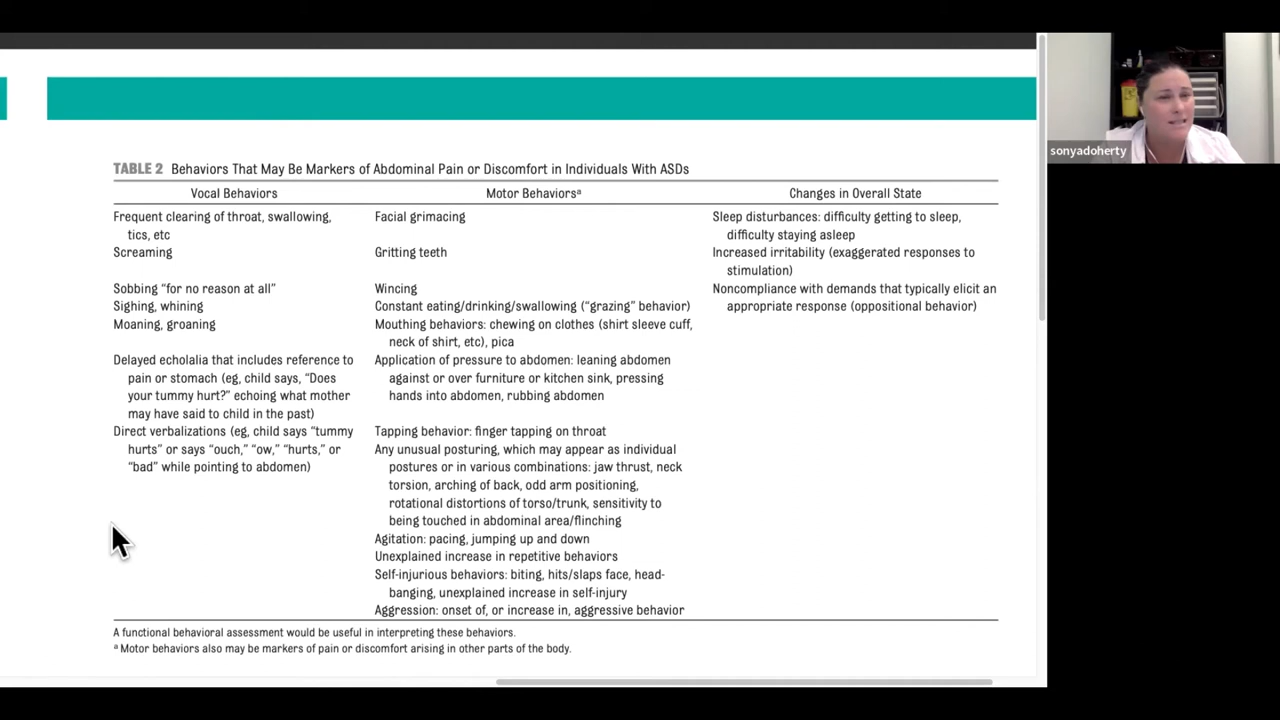 TABLE 2 Behaviors That May Be Markers of Abdominal Pain or Discomfort in Individuals With ASDs
Vocal Behaviors
Frequent clearing of throat, swallowing,
tics, etc
Screaming
Sobbing “for no reason at all”
Sighing, whining
Moaning, groaning
Delayed echolalia that includes reference to
pain or stomach (eg, child says, “Does
your tummy hurt?” echoing what mother
may have said to child in the past)
Direct verbalizations (eg, child says “tummy
hurts” or says “ouch,” “ow,” “hurts,” or
“bad” while pointing to abdomen)
Motor Behaviorsᵃ
Facial grimacing
Gritting teeth
Wincing
Constant eating/drinking/swallowing (“grazing” behavior)
Mouthing behaviors: chewing on clothes (shirt sleeve cuff,
neck of shirt, etc), pica
Application of pressure to abdomen: leaning abdomen
against or over furniture or kitchen sink, pressing
hands into abdomen, rubbing abdomen
Tapping behavior: finger tapping on throat
Any unusual posturing, which may appear as individual
postures or in various combinations: jaw thrust, neck
torsion, arching of back, odd arm positioning,
rotational distortions of torso/trunk, sensitivity to
being touched in abdominal area/flinching
Agitation: pacing, jumping up and down
Unexplained increase in repetitive behaviors
Self-injurious behaviors: biting, hits/slaps face, head-
banging, unexplained increase in self-injury
Aggression: onset of, or increase in, aggressive behavior
Changes in Overall State
Sleep disturbances: difficulty getting to sleep,
difficulty staying asleep
Increased irritability (exaggerated responses to
stimulation)
Noncompliance with demands that typically elicit an
appropriate response (oppositional behavior)
A functional behavioral assessment would be useful in interpreting these behaviors.
ᵃ Motor behaviors also may be markers of pain or discomfort arising in other parts of the body.
sonyadoherty